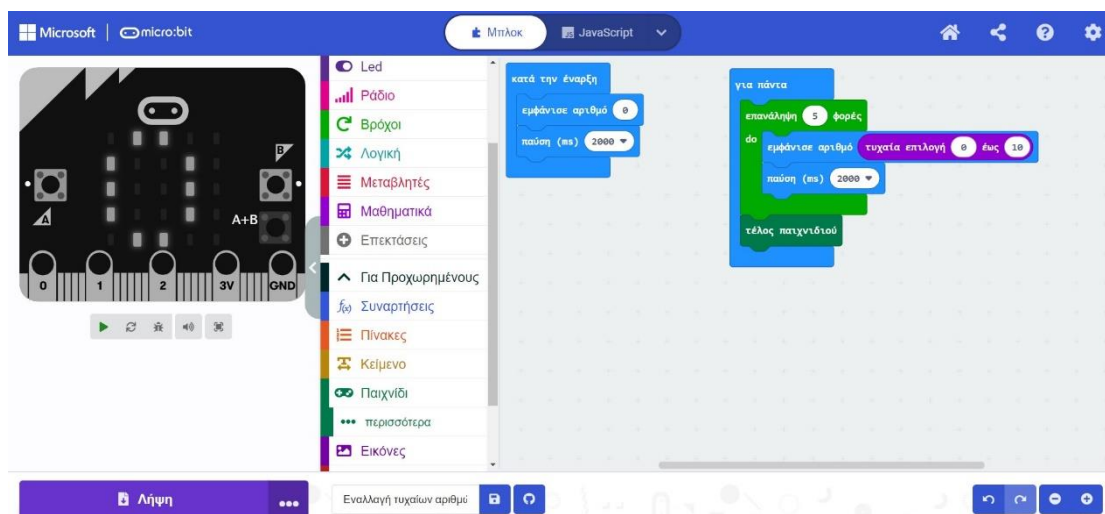 Microsoft micro:bit
Μπλοκ JavaScript
A
B
A+B
0 1 2 3V GND
Led
Ράδιο
Βρόχοι
Λογική
Μεταβλητές
Μαθηματικά
Επεκτάσεις
Για Προχωρημένους
f(x) Συναρτήσεις
Πίνακες
Κείμενο
Παιχνίδι
περισσότερα
Εικόνες
κατά την έναρξη
εμφάνισε αριθμό 0
παύση (ms) 2000
για πάντα
επανάληψη 5 φορές
do
εμφάνισε αριθμό τυχαία επιλογή 0 έως 10
παύση (ms) 2000
τέλος παιχνιδιού
Λήψη
Εναλλαγή τυχαίων αριθμώ